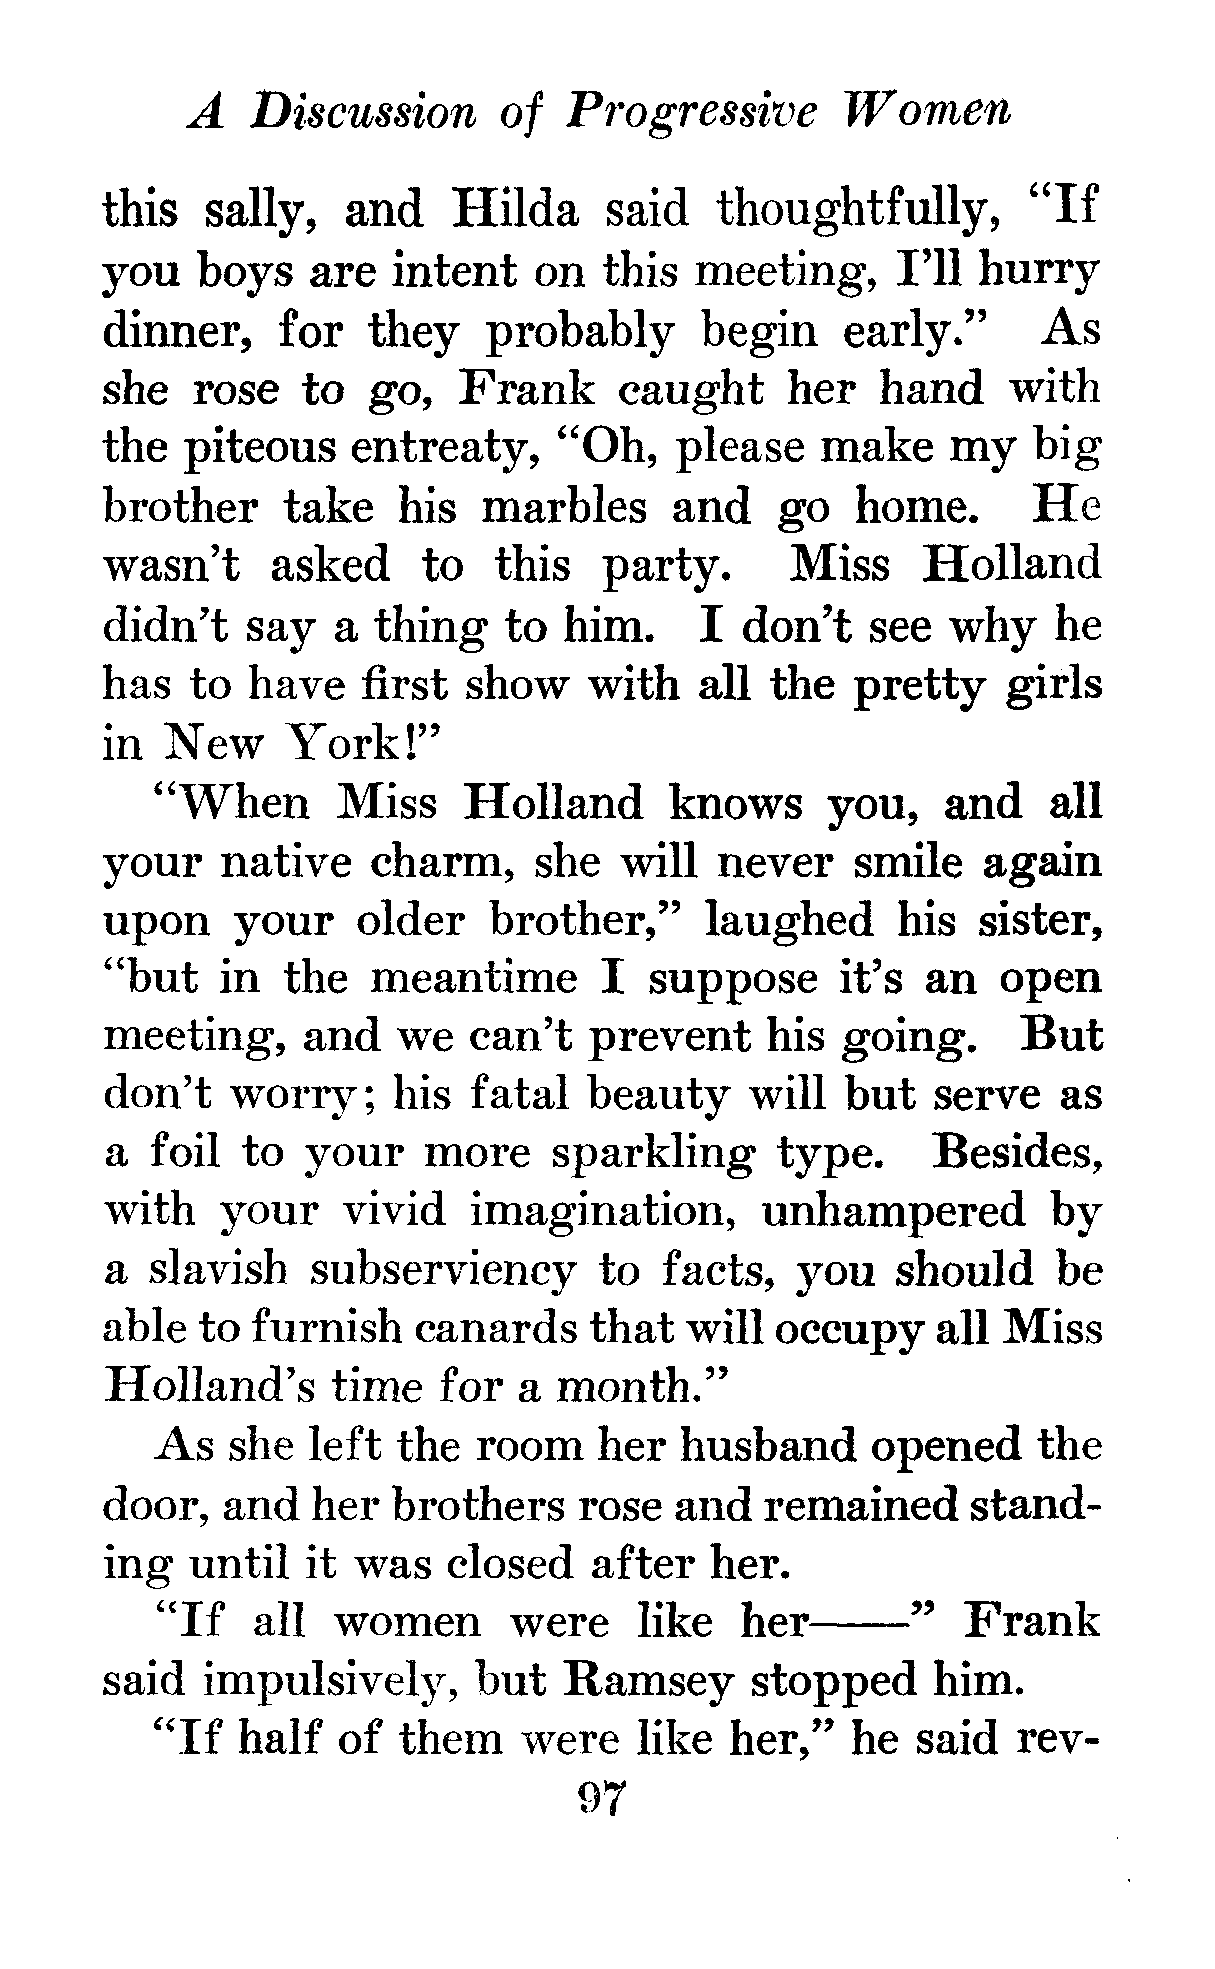 A Discussion of Progressive Women
this sally, and Hilda said thoughtfully, “If
you boys are intent on this meeting, I’ll hurry
dinner, for they probably begin early.” As
she rose to go, Frank caught her hand with
the piteous entreaty, “Oh, please make my big
brother take his marbles and go home. He
wasn’t asked to this party. Miss Holland
didn’t say a thing to him. I don’t see why he
has to have first show with all the pretty girls
in New York!”
“When Miss Holland knows you, and all
your native charm, she will never smile again
upon your older brother,” laughed his sister,
“but in the meantime I suppose it’s an open
meeting, and we can’t prevent his going. But
don’t worry; his fatal beauty will but serve as
a foil to your more sparkling type. Besides,
with your vivid imagination, unhampered by
a slavish subserviency to facts, you should be
able to furnish canards that will occupy all Miss
Holland’s time for a month.”
As she left the room her husband opened the
door, and her brothers rose and remained stand-
ing until it was closed after her.
“If all women were like her——” Frank
said impulsively, but Ramsey stopped him.
“If half of them were like her,” he said rev-
97